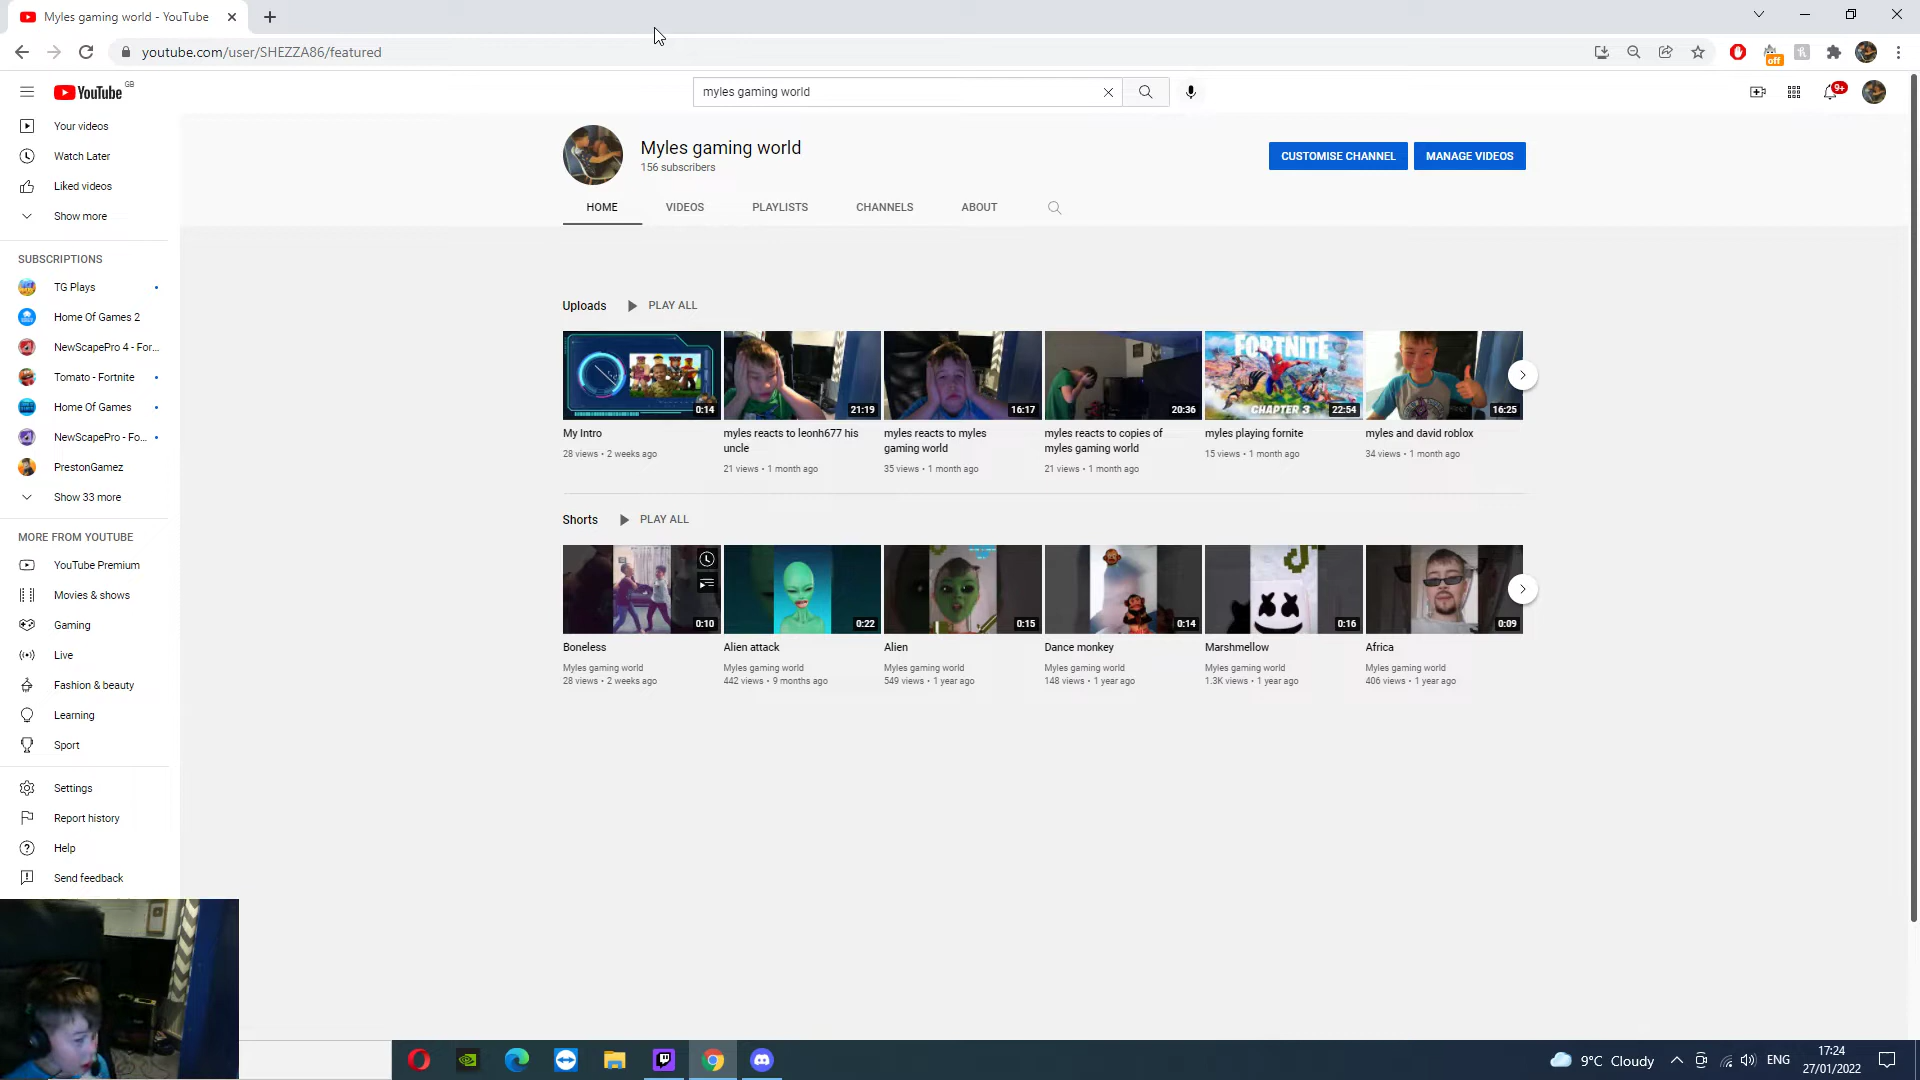 Myles gaming world - YouTube
youtube.com/user/SHEZZA86/featured
off
YouTube GB
myles gaming world
9+
Your videos
Watch Later
Liked videos
Show more
SUBSCRIPTIONS
TG Plays
Home Of Games 2
NewScapePro 4 - For...
Tomato - Fortnite
Home Of Games
NewScapePro - Fo...
PrestonGamez
Show 33 more
MORE FROM YOUTUBE
YouTube Premium
Movies & shows
Gaming
Live
Fashion & beauty
Learning
Sport
Settings
Report history
Help
Send feedback
Myles gaming world
156 subscribers
CUSTOMISE CHANNEL
MANAGE VIDEOS
HOME VIDEOS PLAYLISTS CHANNELS ABOUT
Uploads PLAY ALL
0:14
My Intro
28 views • 2 weeks ago
21:19
myles reacts to leonh677 his
uncle
21 views • 1 month ago
16:17
myles reacts to myles
gaming world
35 views • 1 month ago
20:36
myles reacts to copies of
myles gaming world
21 views • 1 month ago
FORTNITE
CHAPTER 3
22:54
myles playing fornite
15 views • 1 month ago
16:25
myles and david roblox
34 views • 1 month ago
Shorts PLAY ALL
0:10
Boneless
Myles gaming world
28 views • 2 weeks ago
0:22
Alien attack
Myles gaming world
442 views • 9 months ago
0:15
Alien
Myles gaming world
549 views • 1 year ago
0:14
Dance monkey
Myles gaming world
148 views • 1 year ago
0:16
Marshmellow
Myles gaming world
1.3K views • 1 year ago
0:09
Africa
Myles gaming world
406 views • 1 year ago
9°C Cloudy
ENG
17:24
27/01/2022